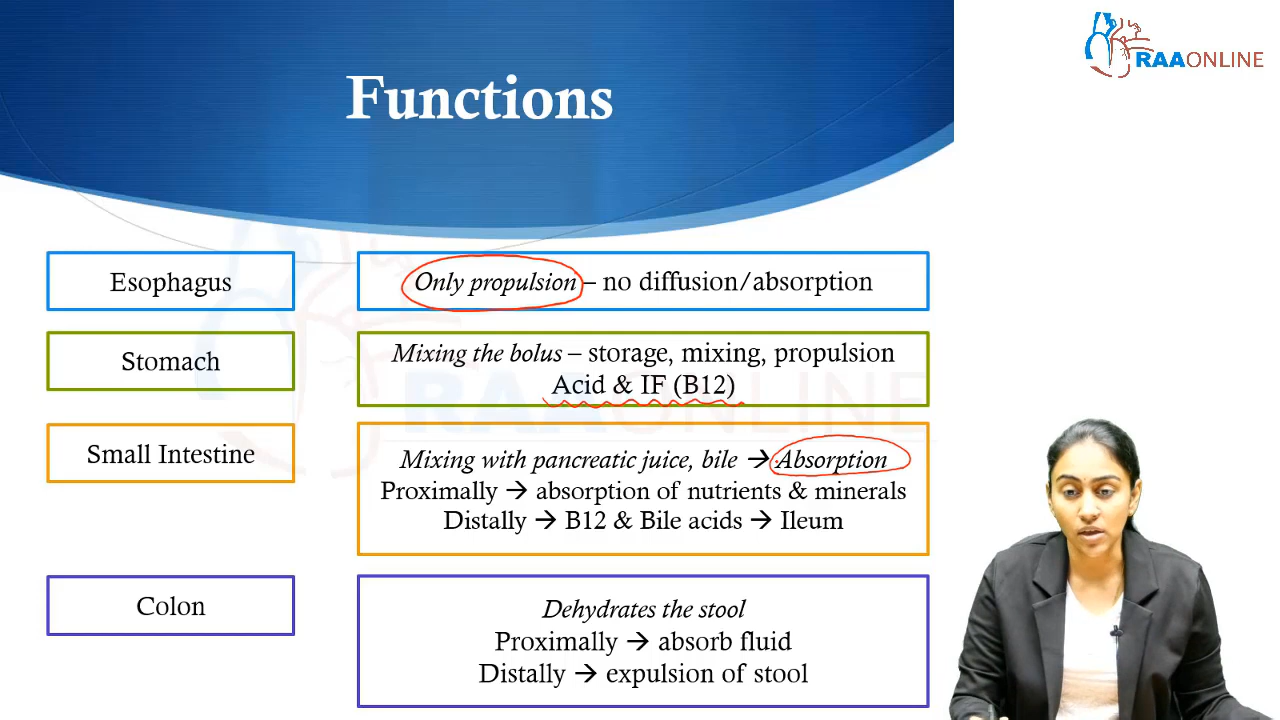 RAAONLINE
Functions
Esophagus
Only propulsion – no diffusion/absorption
Stomach
Mixing the bolus – storage, mixing, propulsion
Acid & IF (B12)
Small Intestine
Mixing with pancreatic juice, bile → Absorption
Proximally → absorption of nutrients & minerals
Distally → B12 & Bile acids → Ileum
Colon
Dehydrates the stool
Proximally → absorb fluid
Distally → expulsion of stool
RAAONLINE